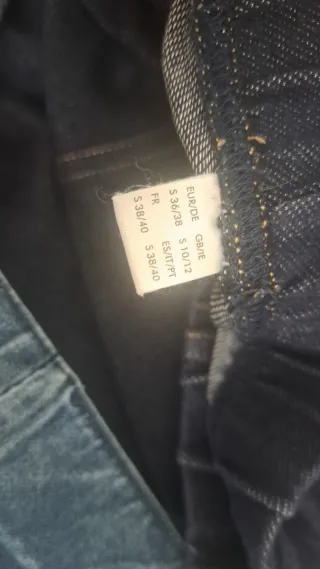 EUR/DE GB/IE
S 36/38 S 10/12
FR ES/IT/PT
S 38/40 S 38/40